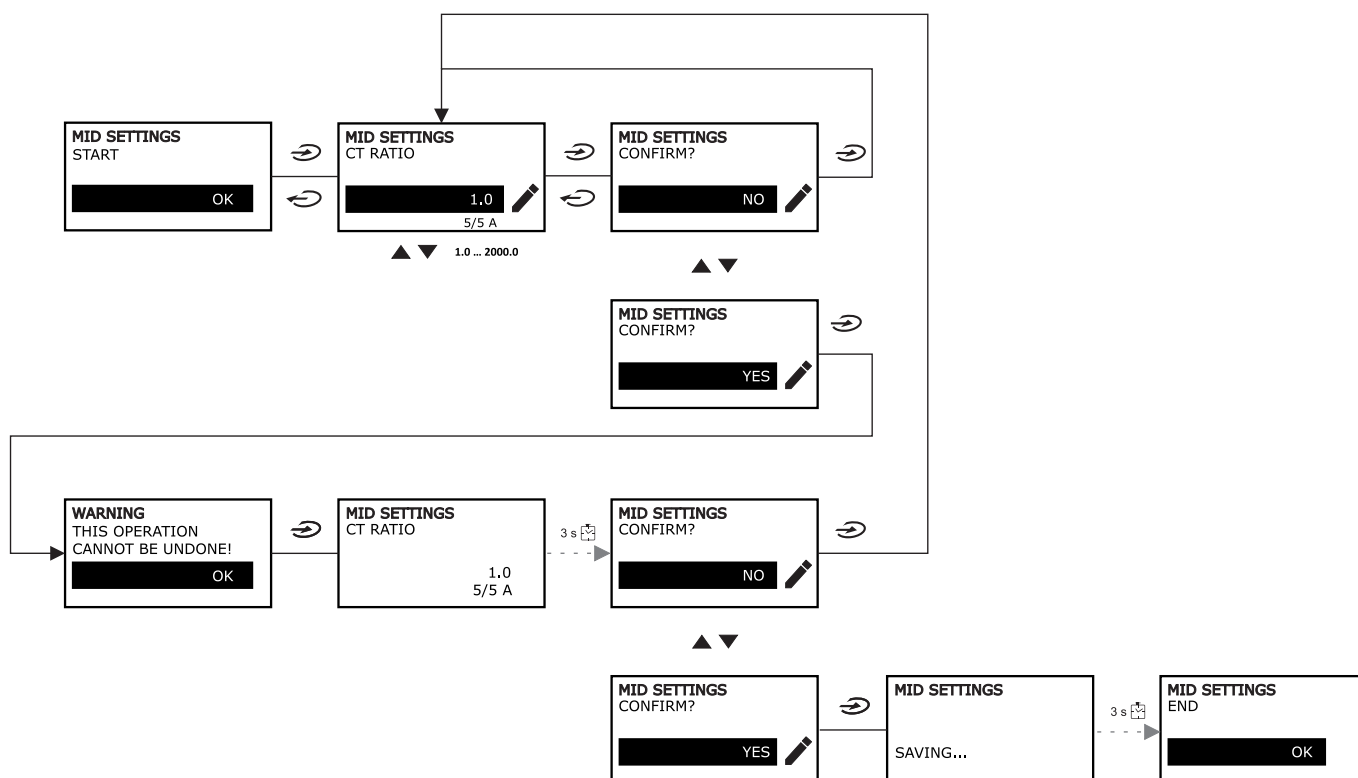 MID SETTINGS
START
OK
MID SETTINGS
CT RATIO
1.0
5/5 A
1.0 ... 2000.0
MID SETTINGS
CONFIRM?
NO
MID SETTINGS
CONFIRM?
YES
WARNING
THIS OPERATION
CANNOT BE UNDONE!
OK
MID SETTINGS
CT RATIO
1.0
5/5 A
3 s
MID SETTINGS
CONFIRM?
NO
MID SETTINGS
CONFIRM?
YES
MID SETTINGS
SAVING...
3 s
MID SETTINGS
END
OK